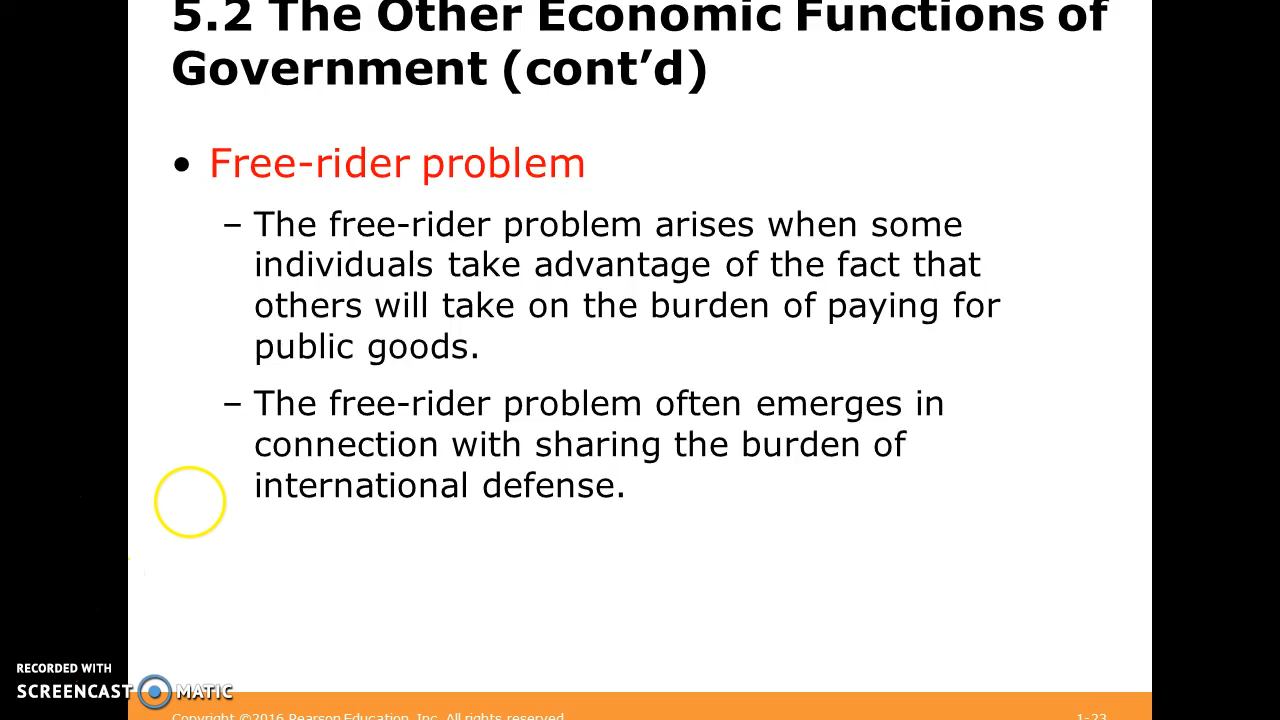 5.2 The Other Economic Functions of
Government (cont’d)
• Free-rider problem
– The free-rider problem arises when some
individuals take advantage of the fact that
others will take on the burden of paying for
public goods.
– The free-rider problem often emerges in
connection with sharing the burden of
international defense.
RECORDED WITH
SCREENCAST MATIC
Copyright ©2016 Pearson Education, Inc. All rights reserved.
1-23